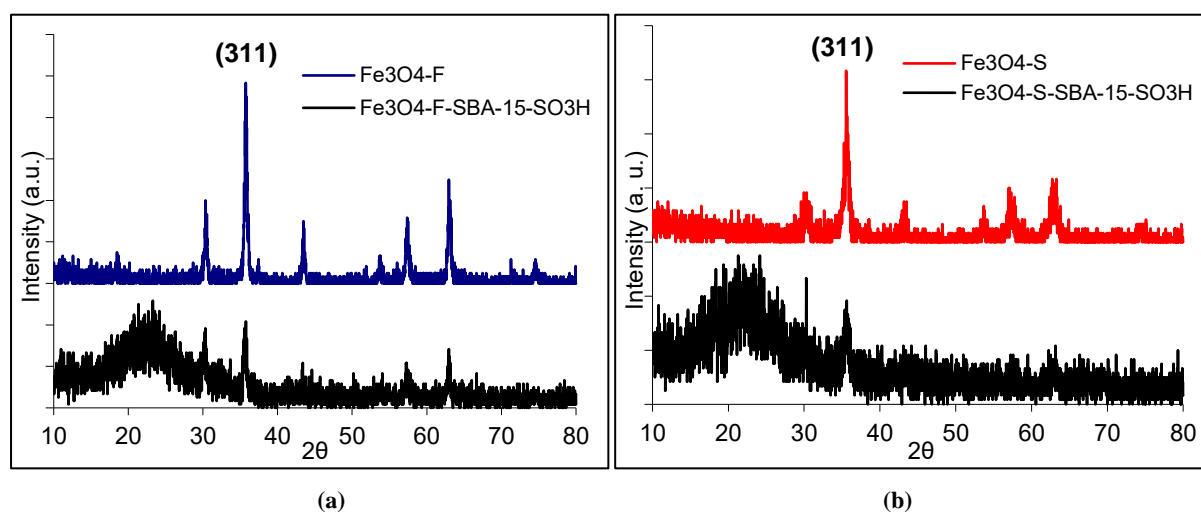 (311)
Fe3O4-F
Fe3O4-F-SBA-15-SO3H
Intensity (a.u.)
10 20 30 40 50 60 70 80
2θ
(a)
(311)
Fe3O4-S
Fe3O4-S-SBA-15-SO3H
Intensity (a. u.)
10 20 30 40 50 60 70 80
2θ
(b)